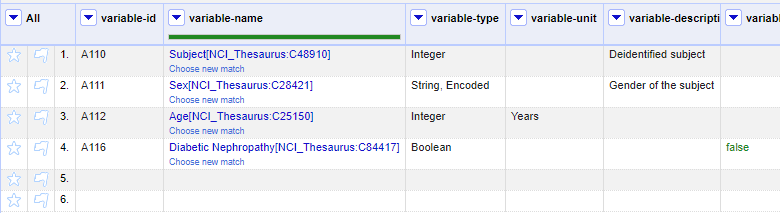 All variable-id variable-name variable-type variable-unit variable-descripti variabl
1. A110 Subject[NCI_Thesaurus:C48910] Integer Deidentified subject
Choose new match
2. A111 Sex[NCI_Thesaurus:C28421] String, Encoded Gender of the subject
Choose new match
3. A112 Age[NCI_Thesaurus:C25150] Integer Years
Choose new match
4. A116 Diabetic Nephropathy[NCI_Thesaurus:C84417] Boolean false
Choose new match
5.
6.